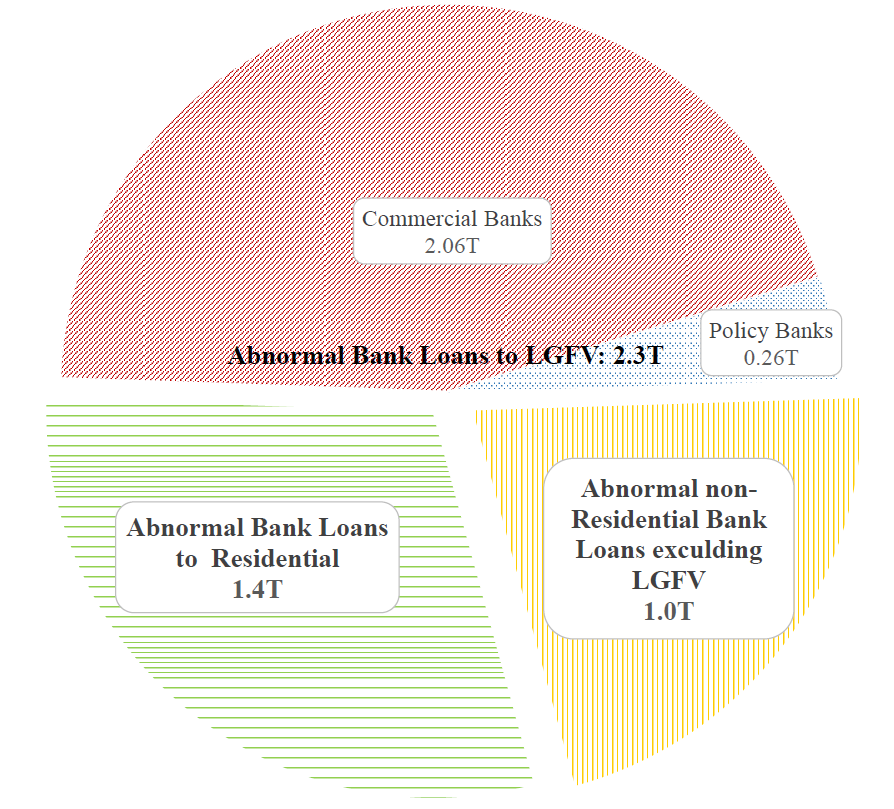 Commercial Banks
2.06T
Policy Banks
0.26T
Abnormal Bank Loans to LGFV: 2.3T
Abnormal Bank Loans
to Residential
1.4T
Abnormal non-
Residential Bank
Loans exculding
LGFV
1.0T